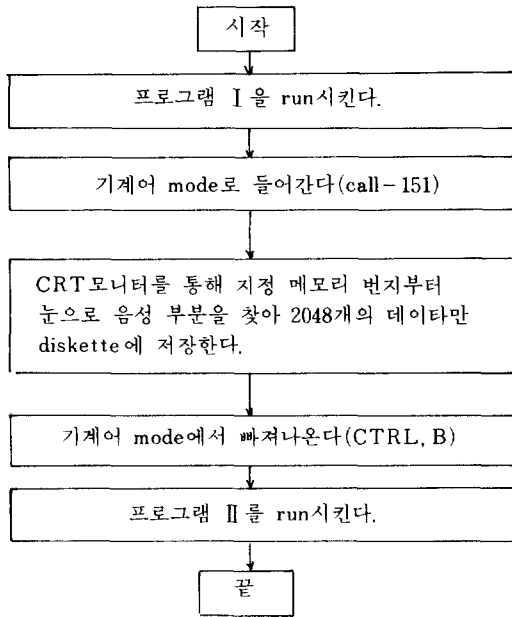 시작
프로그램 Ⅰ을 run시킨다.
기계어 mode로 들어간다(call-151)
CRT모니터를 통해 지정 메모리 번지부터
눈으로 음성 부분을 찾아 2048개의 데이타만
diskette에 저장한다.
기계어 mode에서 빠져나온다(CTRL, B)
프로그램 Ⅱ를 run시킨다.
끝